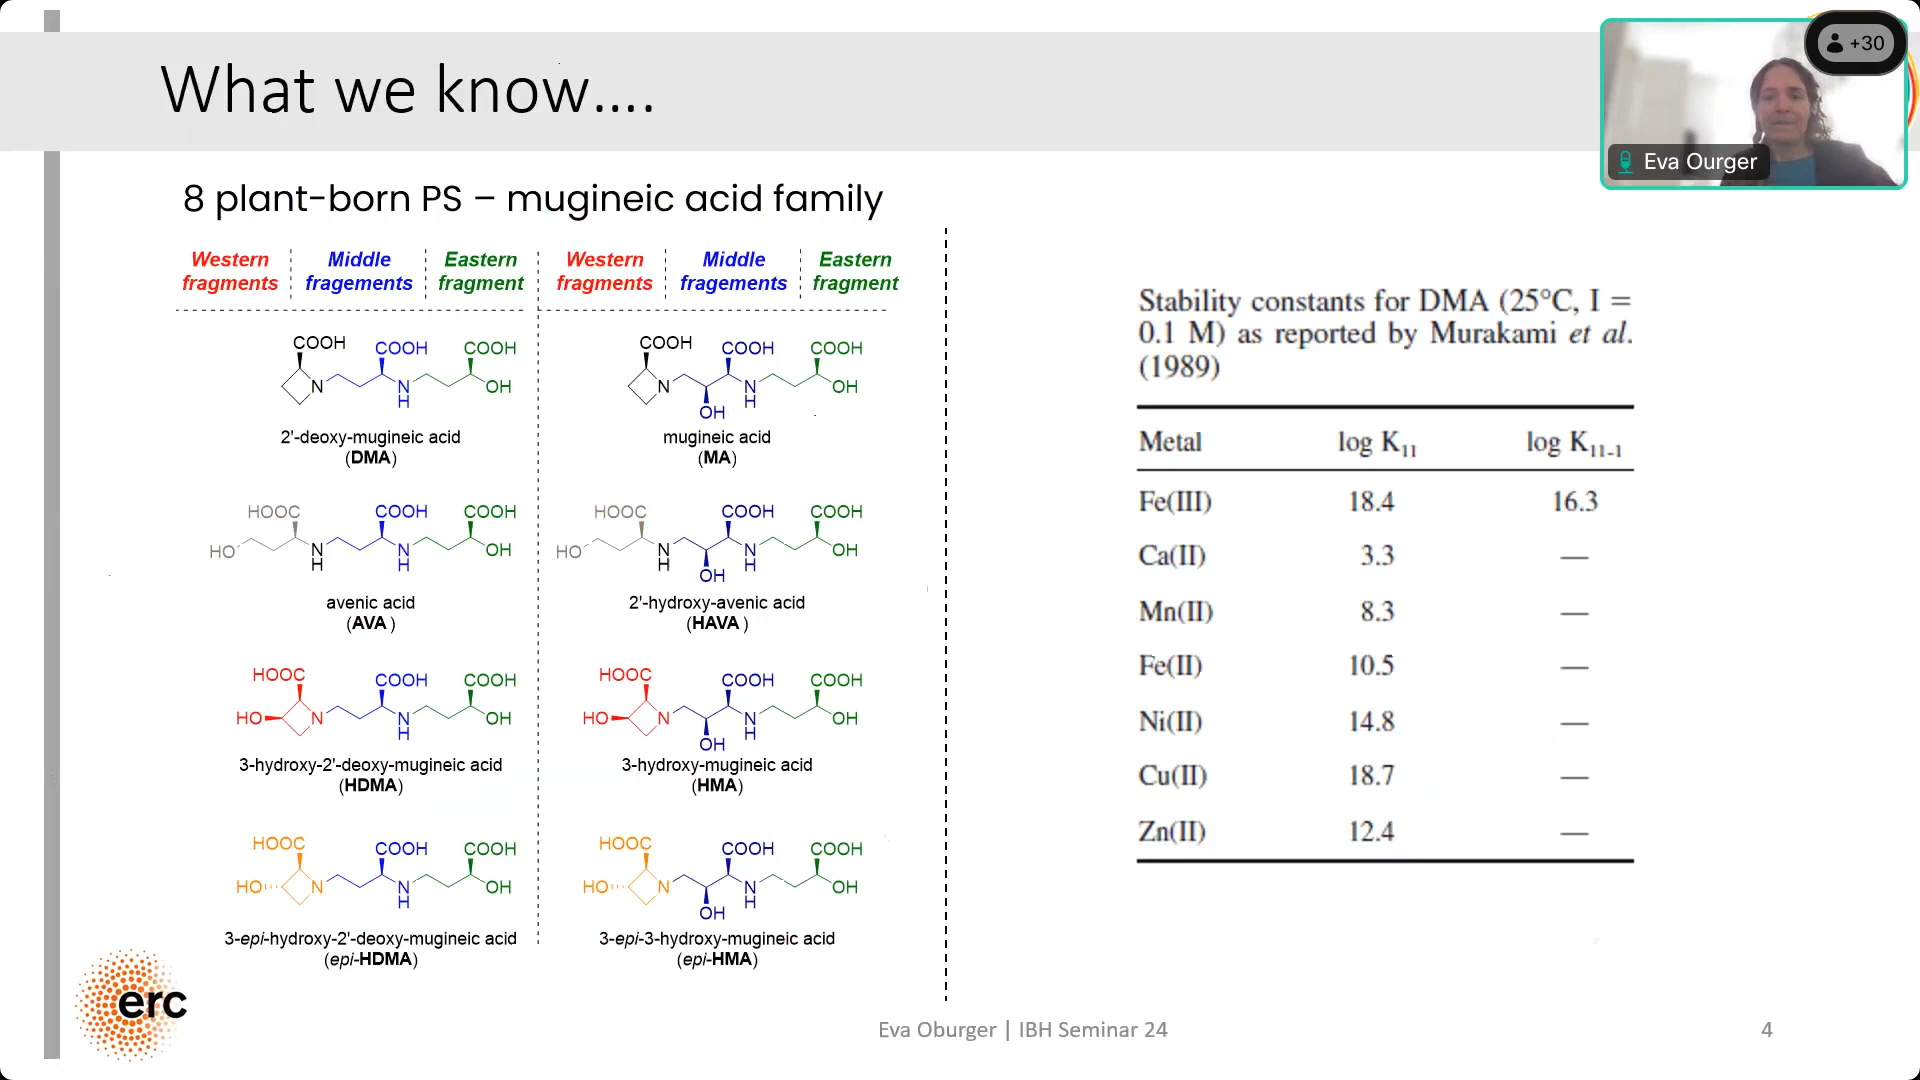 What we know….
+30
Eva Ourger
8 plant-born PS – mugineic acid family
Western fragments
Middle fragements
Eastern fragment
Western fragments
Middle fragements
Eastern fragment
COOH COOH COOH
N N H OH
2'-deoxy-mugineic acid
(DMA)
COOH COOH COOH
N OH N H OH
mugineic acid
(MA)
HOOC COOH COOH
HO N H N H OH
avenic acid
(AVA )
HOOC COOH COOH
HO N H OH N H OH
2'-hydroxy-avenic acid
(HAVA )
HOOC COOH COOH
HO N N H OH
3-hydroxy-2'-deoxy-mugineic acid
(HDMA)
HOOC COOH COOH
HO N OH N H OH
3-hydroxy-mugineic acid
(HMA)
HOOC COOH COOH
HO N N H OH
3-epi-hydroxy-2'-deoxy-mugineic acid
(epi-HDMA)
HOOC COOH COOH
HO N OH N H OH
3-epi-3-hydroxy-mugineic acid
(epi-HMA)
Stability constants for DMA (25°C, I =
0.1 M) as reported by Murakami et al.
(1989)
Metal log K11 log K11-1
Fe(III) 18.4 16.3
Ca(II) 3.3 —
Mn(II) 8.3 —
Fe(II) 10.5 —
Ni(II) 14.8 —
Cu(II) 18.7 —
Zn(II) 12.4 —
erc
Eva Oburger | IBH Seminar 24
4